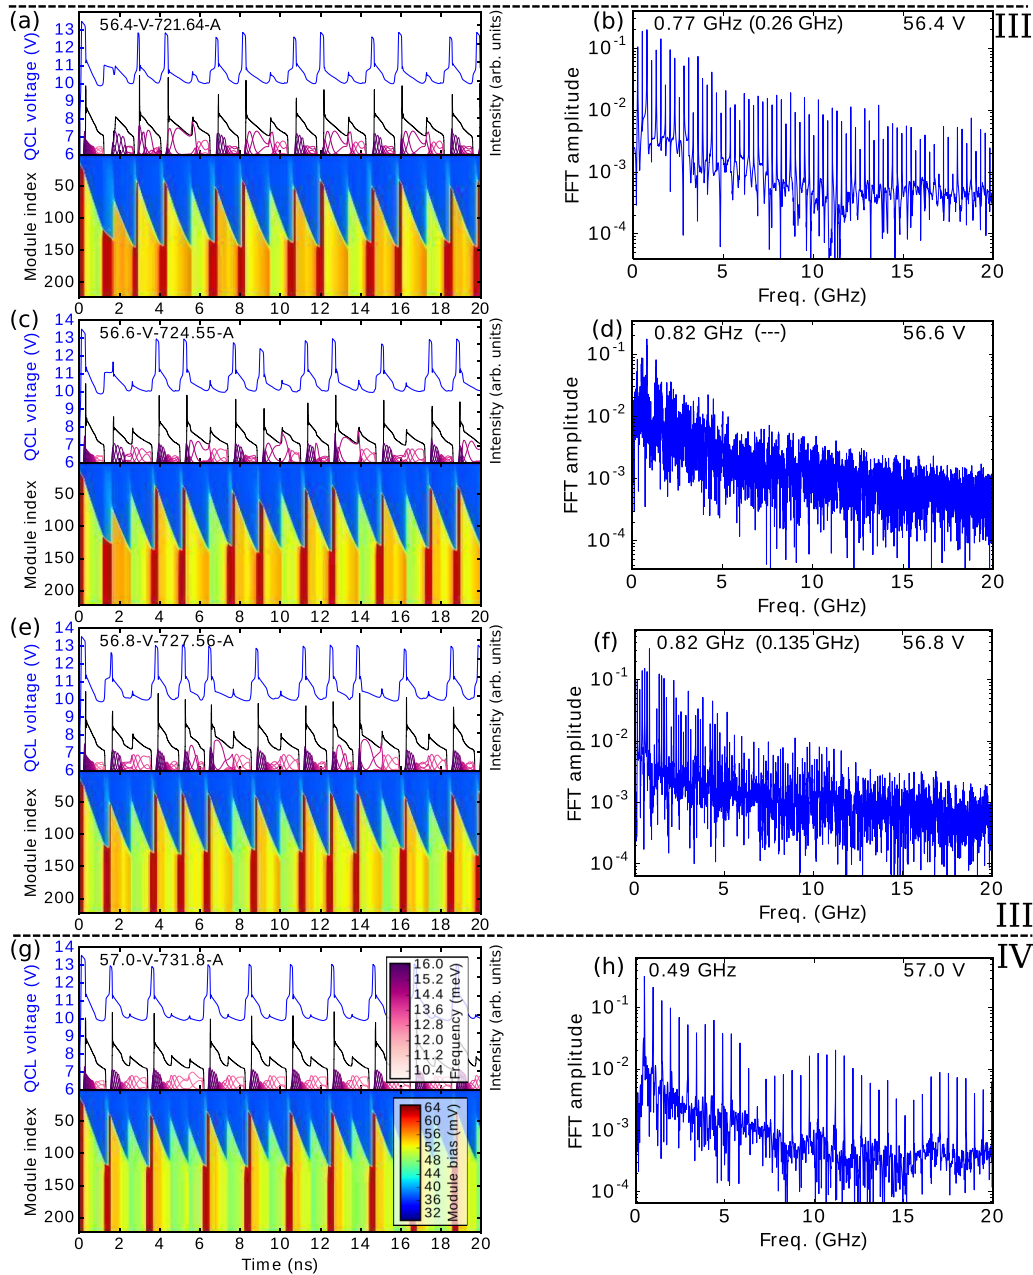 (a)
56.4-V-721.64-A
QCL voltage (V)
13
12
11
10
9
8
7
6
Intensity (arb. units)
Module index
50
100
150
200
0 2 4 6 8 10 12 14 16 18 20
(b)
0.77 GHz (0.26 GHz) 56.4 V
III
FFT amplitude
10-1
10-2
10-3
10-4
0 5 10 15 20
Freq. (GHz)
(c)
56.6-V-724.55-A
QCL voltage (V)
14
13
12
11
10
9
8
7
6
Intensity (arb. units)
Module index
50
100
150
200
0 2 4 6 8 10 12 14 16 18 20
(d)
0.82 GHz (---) 56.6 V
FFT amplitude
10-1
10-2
10-3
10-4
0 5 10 15 20
Freq. (GHz)
(e)
56.8-V-727.56-A
QCL voltage (V)
14
13
12
11
10
9
8
7
6
Intensity (arb. units)
Module index
50
100
150
200
0 2 4 6 8 10 12 14 16 18 20
(f)
0.82 GHz (0.135 GHz) 56.8 V
FFT amplitude
10-1
10-2
10-3
10-4
0 5 10 15 20
Freq. (GHz)
III
IV
(g)
57.0-V-731.8-A
QCL voltage (V)
14
13
12
11
10
9
8
7
6
16.0
15.2
14.4
13.6
12.8
12.0
11.2
10.4
Frequency (meV)
Intensity (arb. units)
Module index
50
100
150
200
64
60
56
52
48
44
40
36
32
Module bias (mV)
0 2 4 6 8 10 12 14 16 18 20
Time (ns)
(h)
0.49 GHz 57.0 V
FFT amplitude
10-1
10-2
10-3
10-4
0 5 10 15 20
Freq. (GHz)